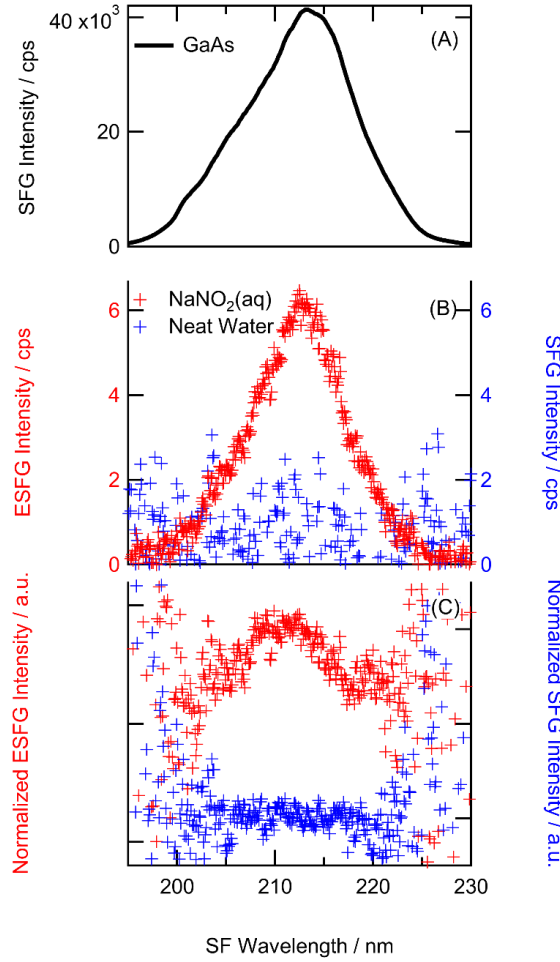 40 x10³
GaAs
(A)
20
0
SFG Intensity / cps
6
4
2
0
NaNO₂(aq)
Neat Water
(B)
6
4
2
0
ESFG Intensity / cps
SFG Intensity / cps
(C)
Normalized ESFG Intensity / a.u.
Normalized SFG Intensity / a.u.
200
210
220
230
SF Wavelength / nm